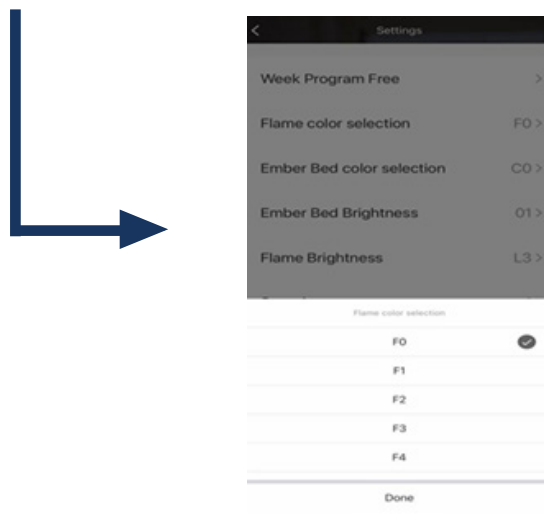 Settings
Week Program Free
Flame color selection F0
Ember Bed color selection C0
Ember Bed Brightness 01
Flame Brightness L3
Flame color selection
F0
F1
F2
F3
F4
Done